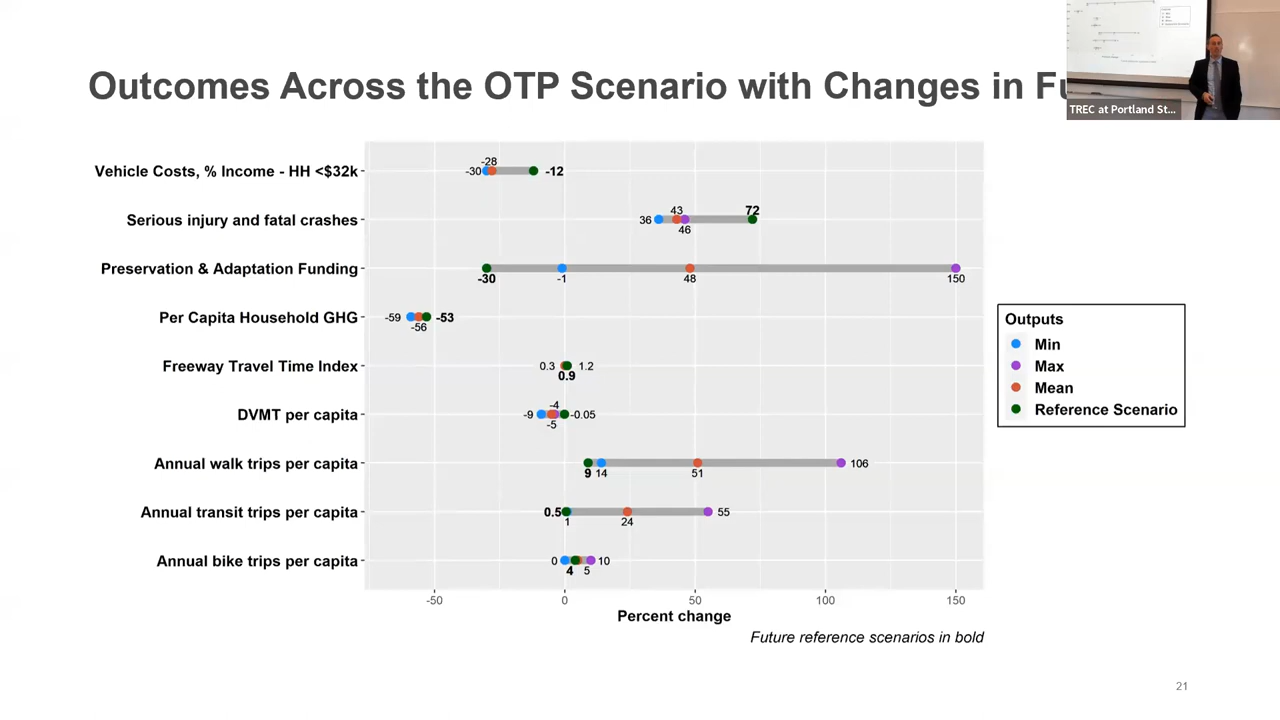 Outcomes Across the OTP Scenario with Changes in Fu
TREC at Portland St...
Vehicle Costs, % Income - HH <$32k
-30
-28
-12
Serious injury and fatal crashes
36
43
46
72
Preservation & Adaptation Funding
-30
-1
48
150
Per Capita Household GHG
-59
-56
-53
Freeway Travel Time Index
0.3
0.9
1.2
DVMT per capita
-9
-5
-4
-0.05
Annual walk trips per capita
9
14
51
106
Annual transit trips per capita
0.5
1
24
55
Annual bike trips per capita
0
4
5
10
-50
0
50
100
150
Percent change
Outputs
Min
Max
Mean
Reference Scenario
Future reference scenarios in bold
21